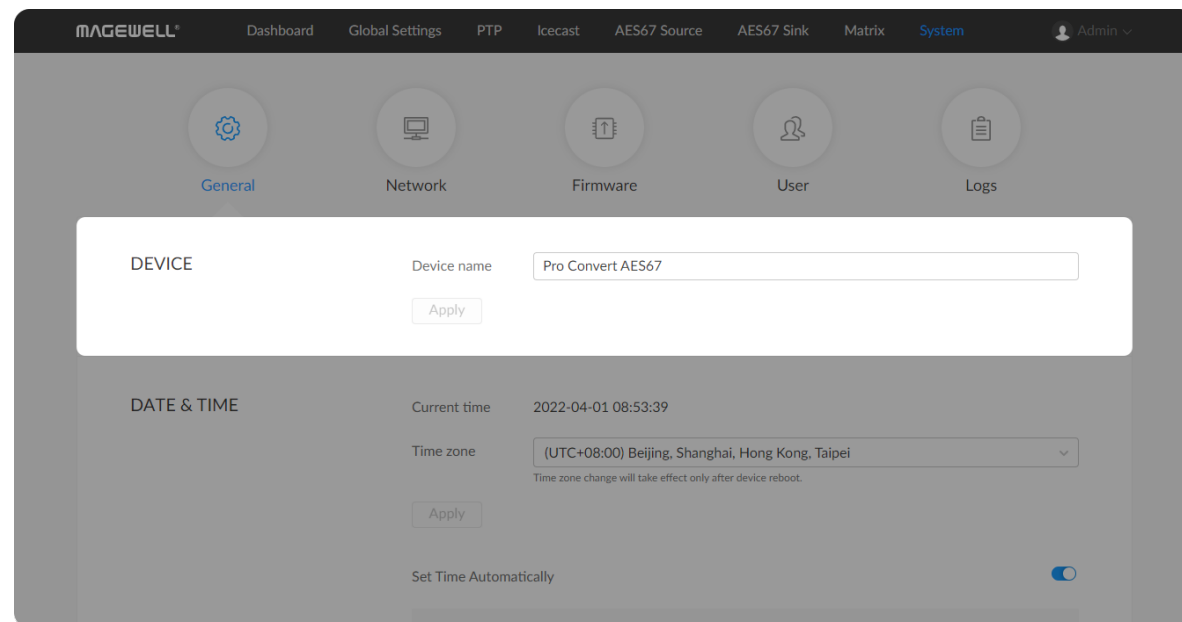 MAGEWELL®
Dashboard Global Settings PTP Icecast AES67 Source AES67 Sink Matrix System Admin
General Network Firmware User Logs
DEVICE
Device name Pro Convert AES67
Apply
DATE & TIME
Current time 2022-04-01 08:53:39
Time zone (UTC+08:00) Beijing, Shanghai, Hong Kong, Taipei
Time zone change will take effect only after device reboot.
Apply
Set Time Automatically